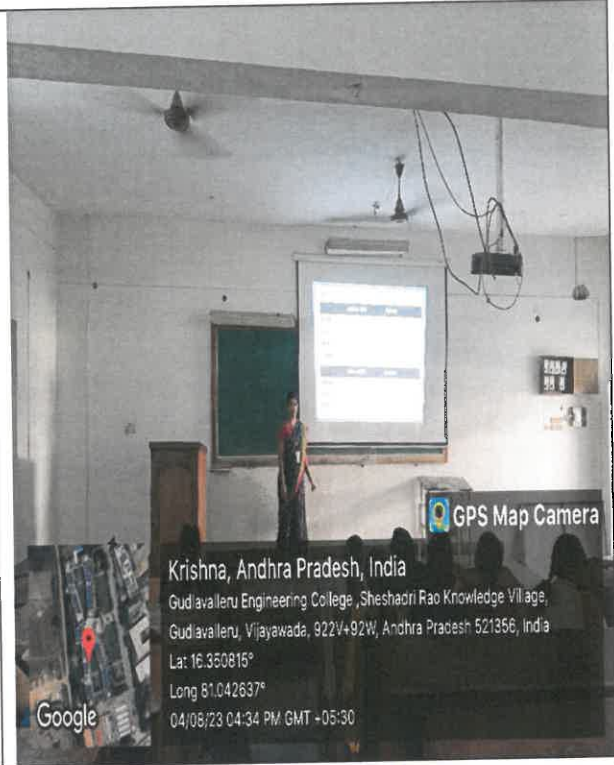 GPS Map Camera
Krishna, Andhra Pradesh, India
Gudlavalleru Engineering College ,Sheshadri Rao Knowledge Village,
Gudlavalleru, Vijayawada, 922V+92W, Andhra Pradesh 521356, India
Lat 16.350815°
Long 81.042637°
04/08/23 04:34 PM GMT +05:30
Google